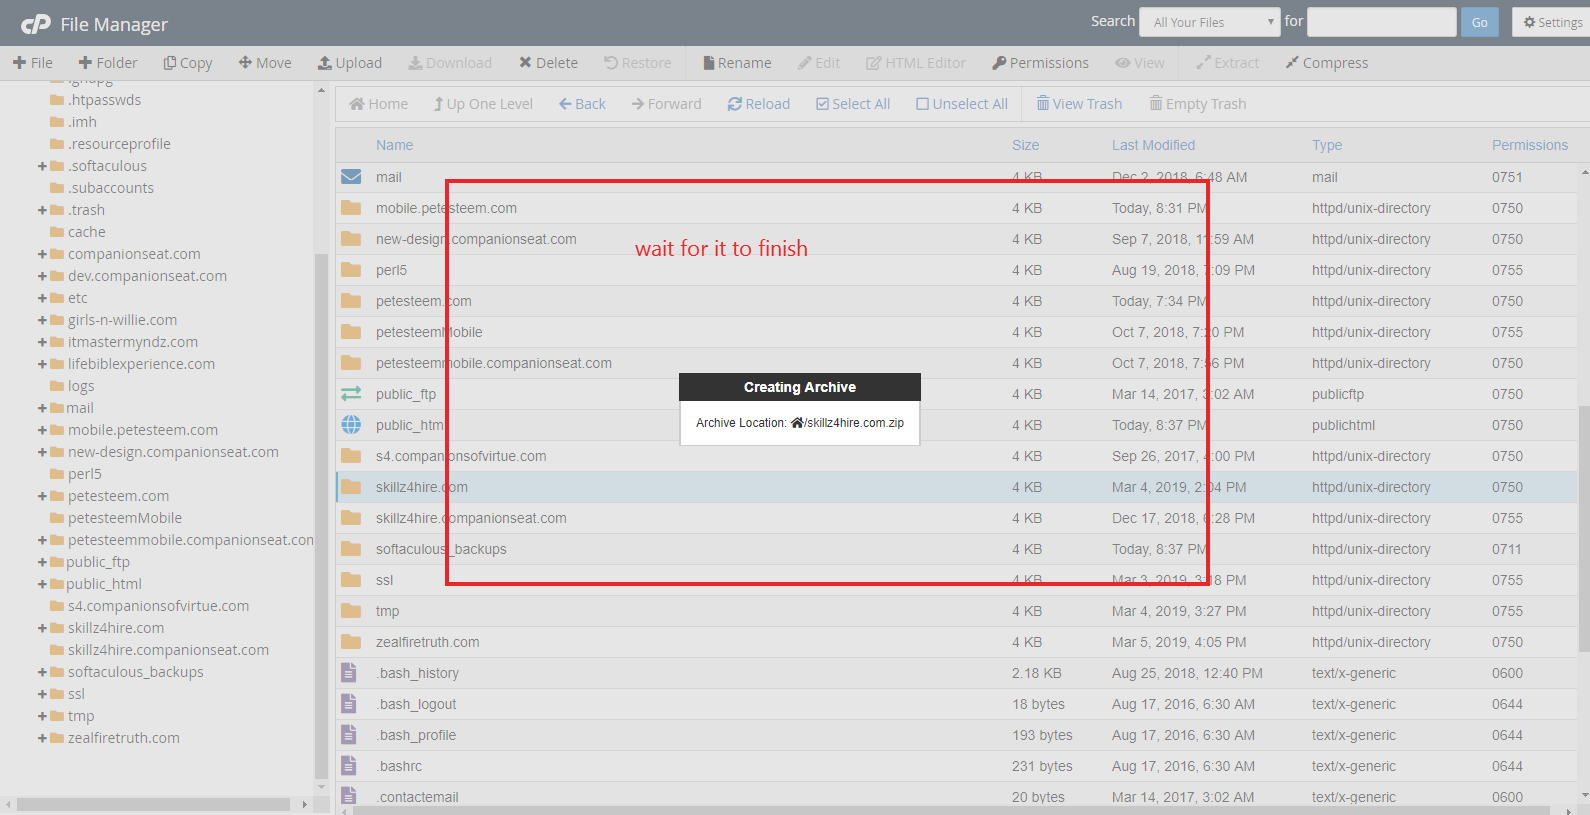 cP File Manager
Search All Your Files for Go Settings
File Folder Copy Move Upload Download Delete Restore Rename Edit HTML Editor Permissions View Extract Compress
.htpasswds
.imh
.resourceprofile
.softaculous
.subaccounts
.trash
cache
companionseat.com
dev.companionseat.com
etc
girls-n-willie.com
itmastermyndz.com
lifebiblexperience.com
logs
mail
mobile.petesteem.com
new-design.companionseat.com
perl5
petesteem.com
petesteemMobile
petesteemmobile.companionseat.com
public_ftp
public_html
s4.companionsofvirtue.com
skillz4hire.com
skillz4hire.companionseat.com
softaculous_backups
ssl
tmp
zealfiretruth.com
Home Up One Level Back Forward Reload Select All Unselect All View Trash Empty Trash
Name Size Last Modified Type Permissions
mail 4 KB Dec 2, 2018, 6:48 AM mail 0751
mobile.petesteem.com 4 KB Today, 8:31 PM httpd/unix-directory 0750
new-design.companionseat.com 4 KB Sep 7, 2018, 11:59 AM httpd/unix-directory 0750
wait for it to finish
perl5 4 KB Aug 19, 2018, 7:09 PM httpd/unix-directory 0755
petesteem.com 4 KB Today, 7:34 PM httpd/unix-directory 0750
petesteemMobile 4 KB Oct 7, 2018, 7:20 PM httpd/unix-directory 0755
petesteemmobile.companionseat.com 4 KB Oct 7, 2018, 7:56 PM httpd/unix-directory 0750
Creating Archive
Archive Location: /skillz4hire.com.zip
public_ftp 4 KB Mar 14, 2017, 3:02 AM publicftp 0750
public_html 4 KB Today, 8:37 PM publichtml 0750
s4.companionsofvirtue.com 4 KB Sep 26, 2017, 4:00 PM httpd/unix-directory 0750
skillz4hire.com 4 KB Mar 4, 2019, 2:04 PM httpd/unix-directory 0750
skillz4hire.companionseat.com 4 KB Dec 17, 2018, 6:28 PM httpd/unix-directory 0755
softaculous_backups 4 KB Today, 8:37 PM httpd/unix-directory 0711
ssl 4 KB Mar 3, 2019, 3:18 PM httpd/unix-directory 0755
tmp 4 KB Mar 4, 2019, 3:27 PM httpd/unix-directory 0755
zealfiretruth.com 4 KB Mar 5, 2019, 4:05 PM httpd/unix-directory 0750
.bash_history 2.18 KB Aug 25, 2018, 12:40 PM text/x-generic 0600
.bash_logout 18 bytes Aug 17, 2016, 6:30 AM text/x-generic 0644
.bash_profile 193 bytes Aug 17, 2016, 6:30 AM text/x-generic 0644
.bashrc 231 bytes Aug 17, 2016, 6:30 AM text/x-generic 0644
.contactemail 20 bytes Mar 14, 2017, 3:02 AM text/x-generic 0600